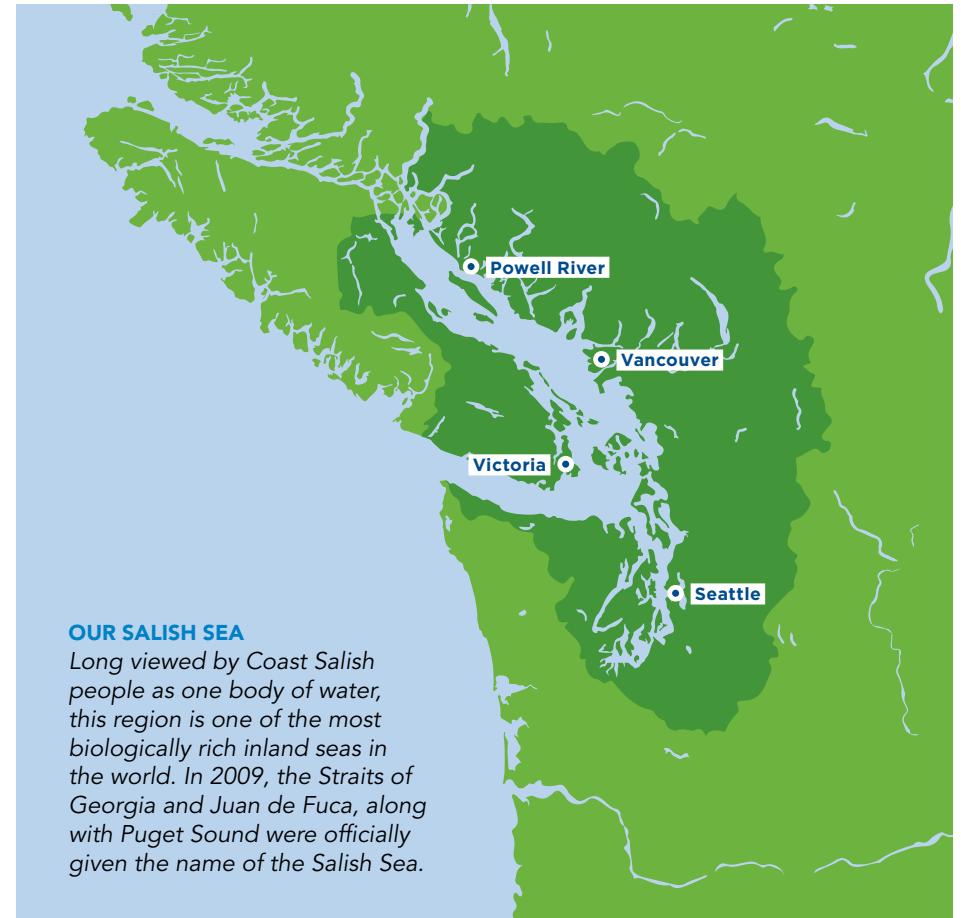 Powell River
Vancouver
Victoria
Seattle
OUR SALISH SEA
Long viewed by Coast Salish
people as one body of water,
this region is one of the most
biologically rich inland seas in
the world. In 2009, the Straits of
Georgia and Juan de Fuca, along
with Puget Sound were officially
given the name of the Salish Sea.